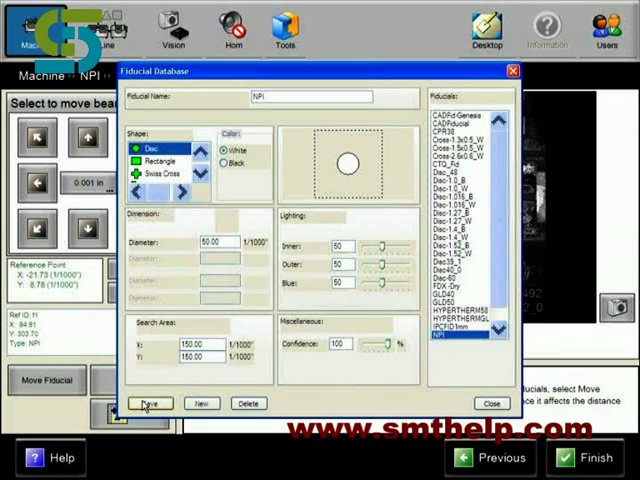 Mac
Line
Vision
Horn
Tools
Desktop
Information
Users
Machine
NPI
Fiducial Database
Select to move bea
Fiducial Name:
NPI
Fiducials:
CADFid-Genesis
CADFiducial
CPR38
Cross-1.3x0.5_W
Cross-1.5x0.5_W
Cross-2.6x0.6_W
CTQ_Fid
Disc_48
Disc-1.0_B
Disc-1.0_W
Disc-1.016_B
Disc-1.016_W
Disc-1.27_B
Disc-1.27_W
Disc-1.4_B
Disc-1.4_W
Disc-1.52_B
Disc-1.52_W
Disc39_1
Disc40_0
Disc-60
FDX -Dry
GLD40
GLD50
HYPERTHERM58
HYPERTHERMGL
IPCFID1mm
NPI
Shape:
Disc
Rectangle
Swiss Cross
Color:
White
Black
0.001 in
Dimension:
Diameter:
50.00
1/1000"
Diameter:
Diameter:
Diameter:
Lighting:
Inner:
50
Outer:
50
Blue:
50
Reference Point
X: -21.73 (1/1000")
Y: 8.78 (1/1000")
Ref ID: f1
X: 94.91
Y: 303.70
Type: NPI
Search Area:
X:
150.00
1/1000"
Y:
150.00
1/1000"
Miscellaneous:
Confidence:
100
%
Move Fiducial
New
Delete
Close
ducials, select Move
ce it affects the distance
www.smthelp.com
Help
Previous
Finish